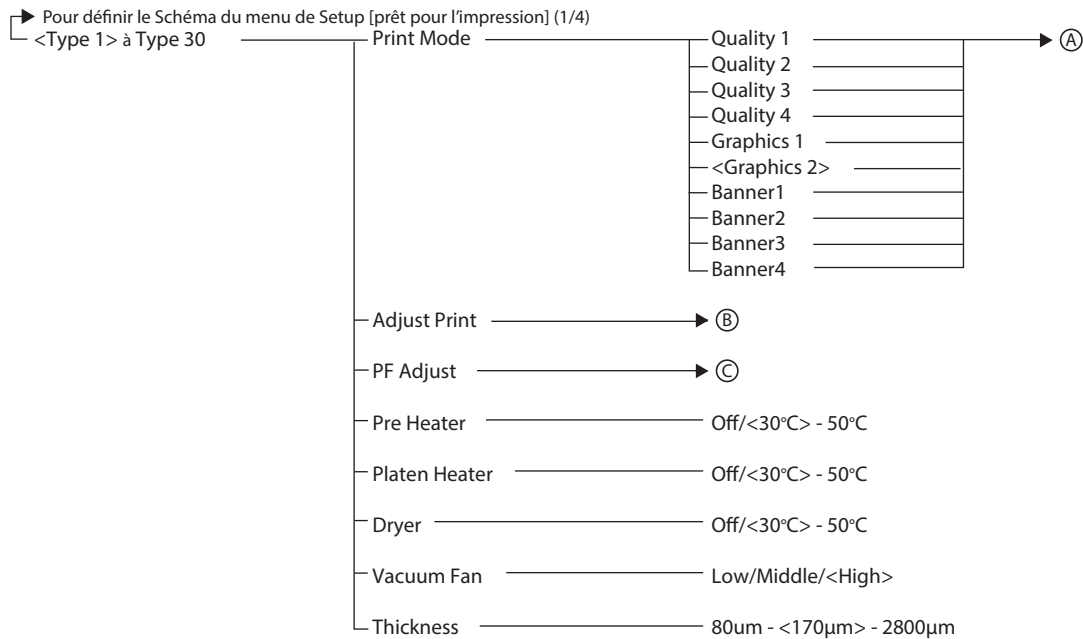 Pour définir le Schéma du menu de Setup [prêt pour l'impression] (1/4)
<Type 1> à Type 30 Print Mode Quality 1 A
Quality 2
Quality 3
Quality 4
Graphics 1
<Graphics 2>
Banner1
Banner2
Banner3
Banner4
Adjust Print B
PF Adjust C
Pre Heater Off/<30°C> - 50°C
Platen Heater Off/<30°C> - 50°C
Dryer Off/<30°C> - 50°C
Vacuum Fan Low/Middle/<High>
Thickness 80um - <170µm> - 2800µm